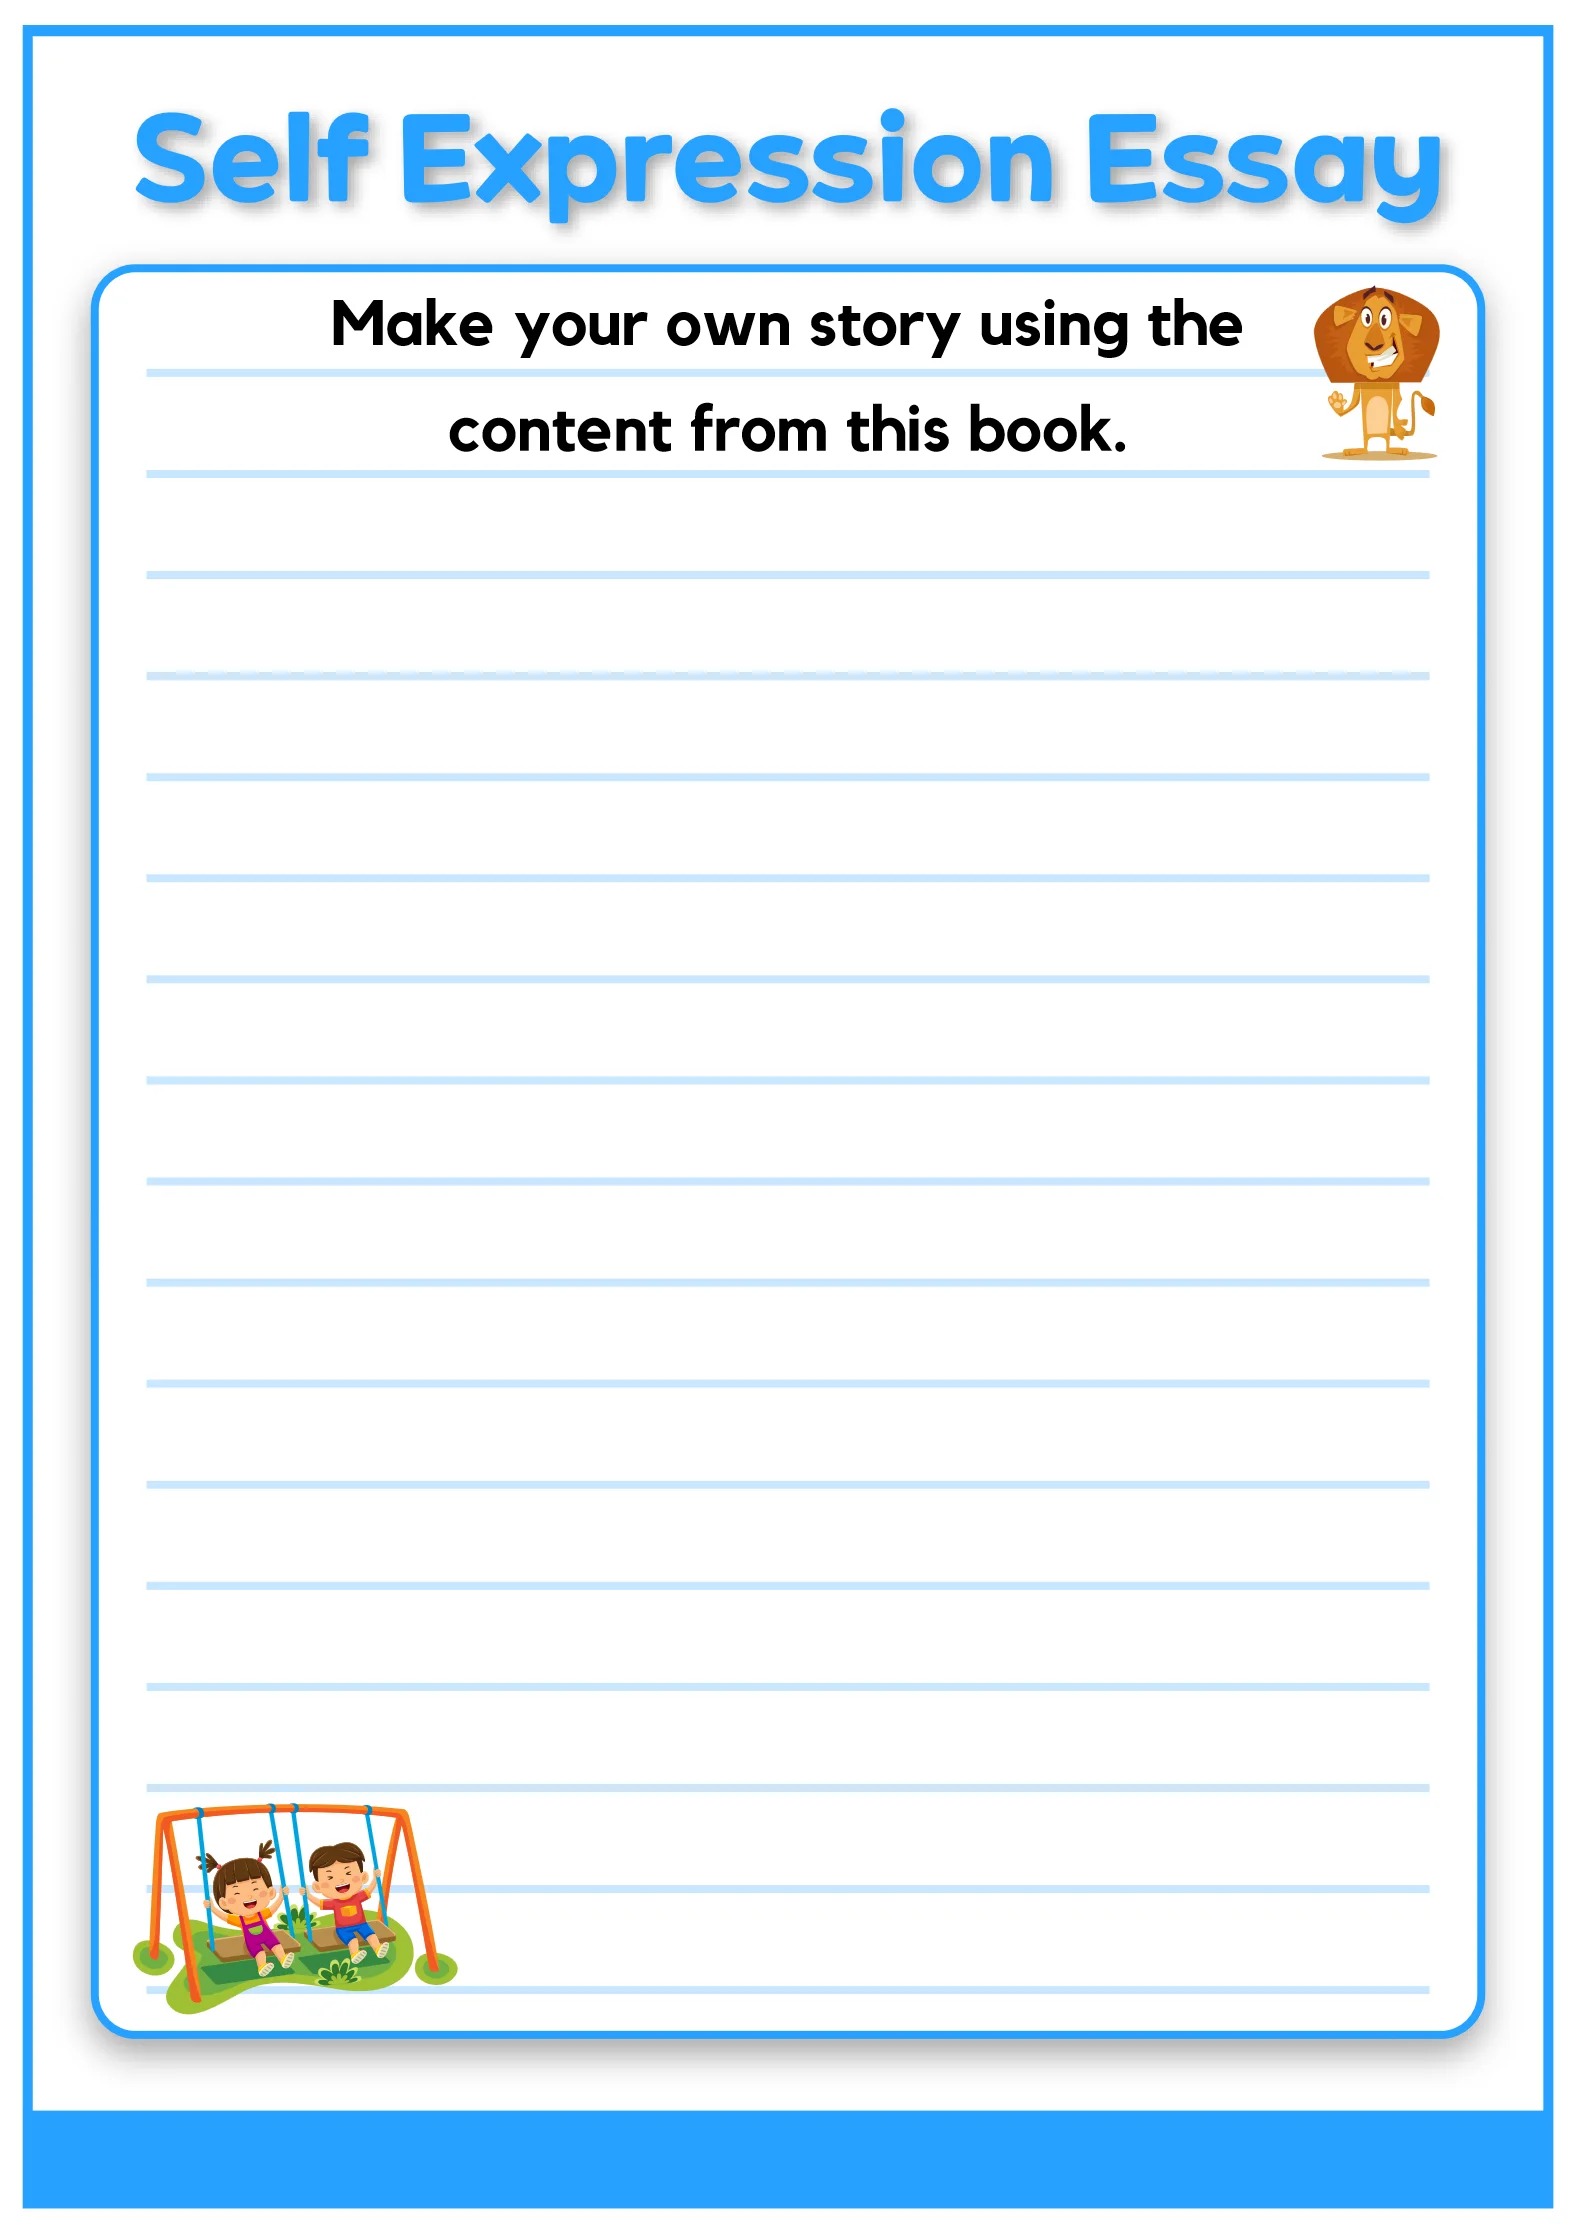 Self Expression Essay
Make your own story using the
content from this book.